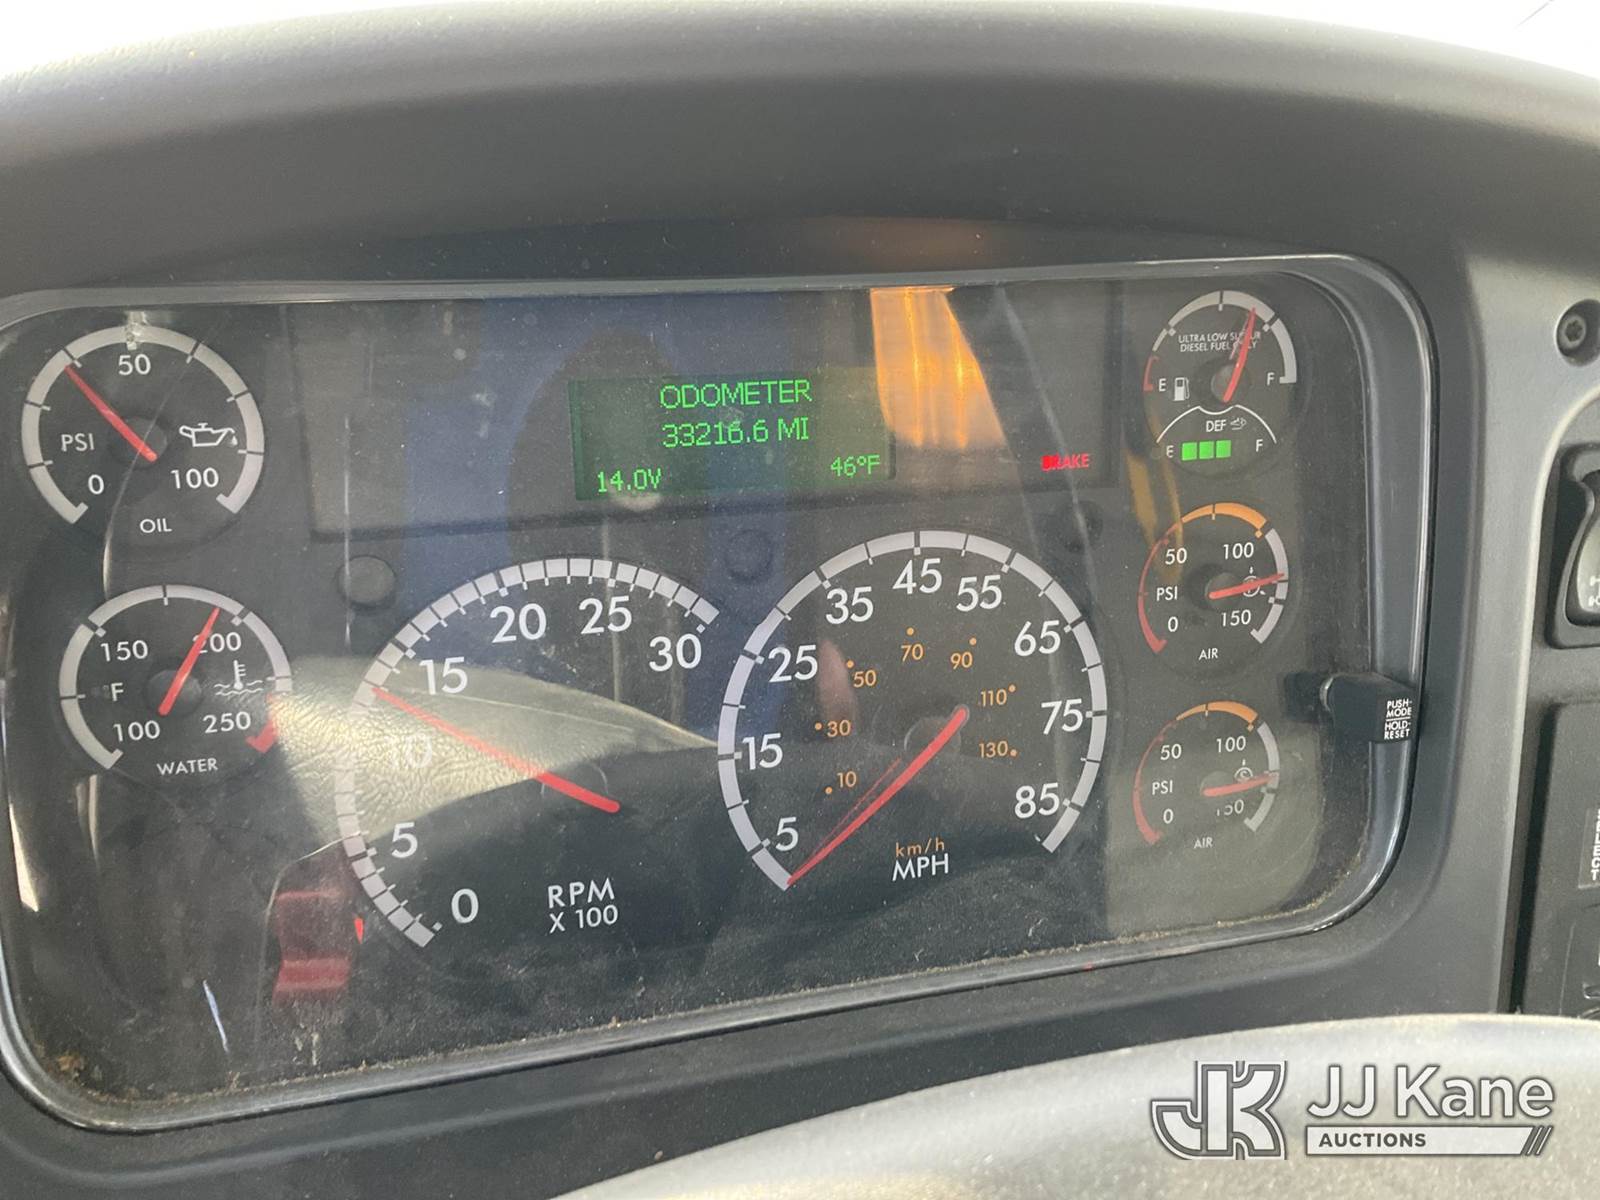 50
PSI
0
100
OIL
ODOMETER
33216.6 MI
14.0V
46°F
BRAKE
ULTRA LOW
DIESEL FUEL
E
F
DEF
E
F
150
200
°F
100
250
WATER
0
5
10
15
20
25
30
RPM
X 100
5
15
25
35
45
55
65
75
85
10
30
50
70
90
110
130
km/h
MPH
50
100
PSI
0
150
AIR
50
100
PSI
0
AIR
PUSH-
MODE
HOLD-
RESET
SELECT
JK
JJ Kane
AUCTIONS